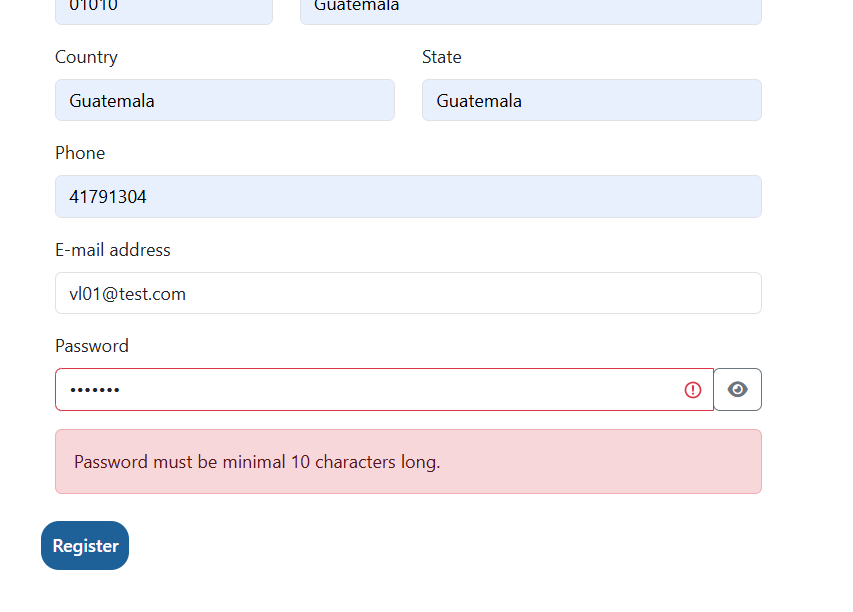 01010 Guatemala
Country State
Guatemala Guatemala
Phone
41791304
E-mail address
vl01@test.com
Password
•••••••
Password must be minimal 10 characters long.
Register